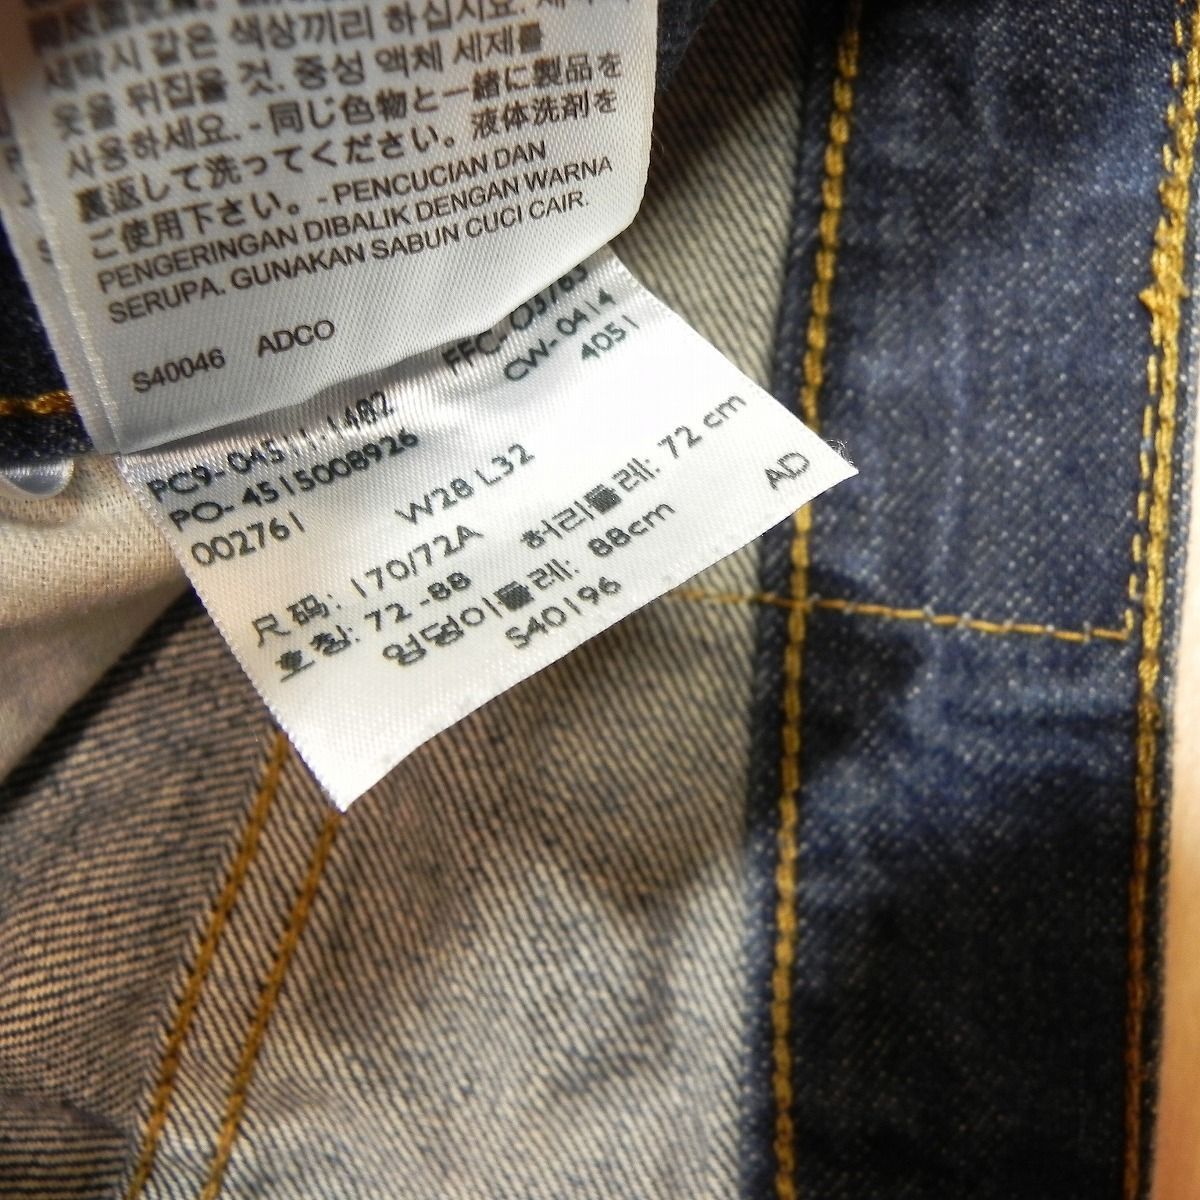 세탁시 같은 색상끼리 하십시요.
옷을 뒤집을 것. 중성 액체 세제를
사용하세요. - 同じ色物と一緒に製品を
裏返して洗ってください。液体洗剤を
ご使用下さい。 - PENCUCIAN DAN
PENGERINGAN DIBALIK DENGAN WARNA
SERUPA. GUNAKAN SABUN CUCI CAIR.
S40046 ADCO
PC9-04511-1482 FFC-
PO-4515008926 CW-0414
002761 4051
W28 L32
尺码: 170/72A
호칭: 72-88 허리둘레: 72 cm
엉덩이둘레: 88cm
S40196 AD